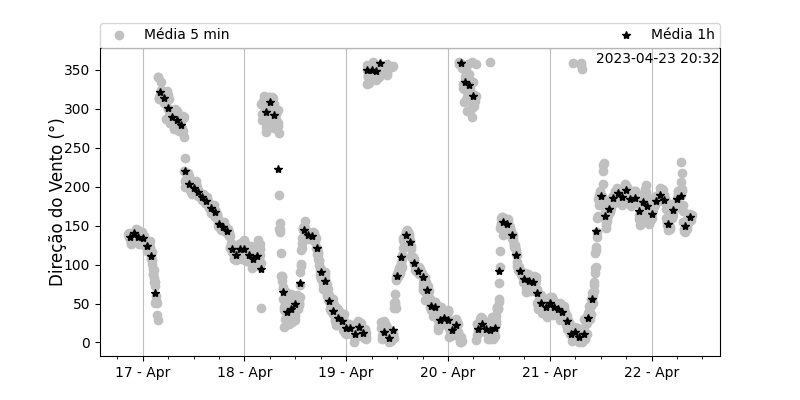 Média 5 min
Média 1h
2023-04-23 20:32
Direção do Vento (°)
350
300
250
200
150
100
50
0
17 - Apr
18 - Apr
19 - Apr
20 - Apr
21 - Apr
22 - Apr